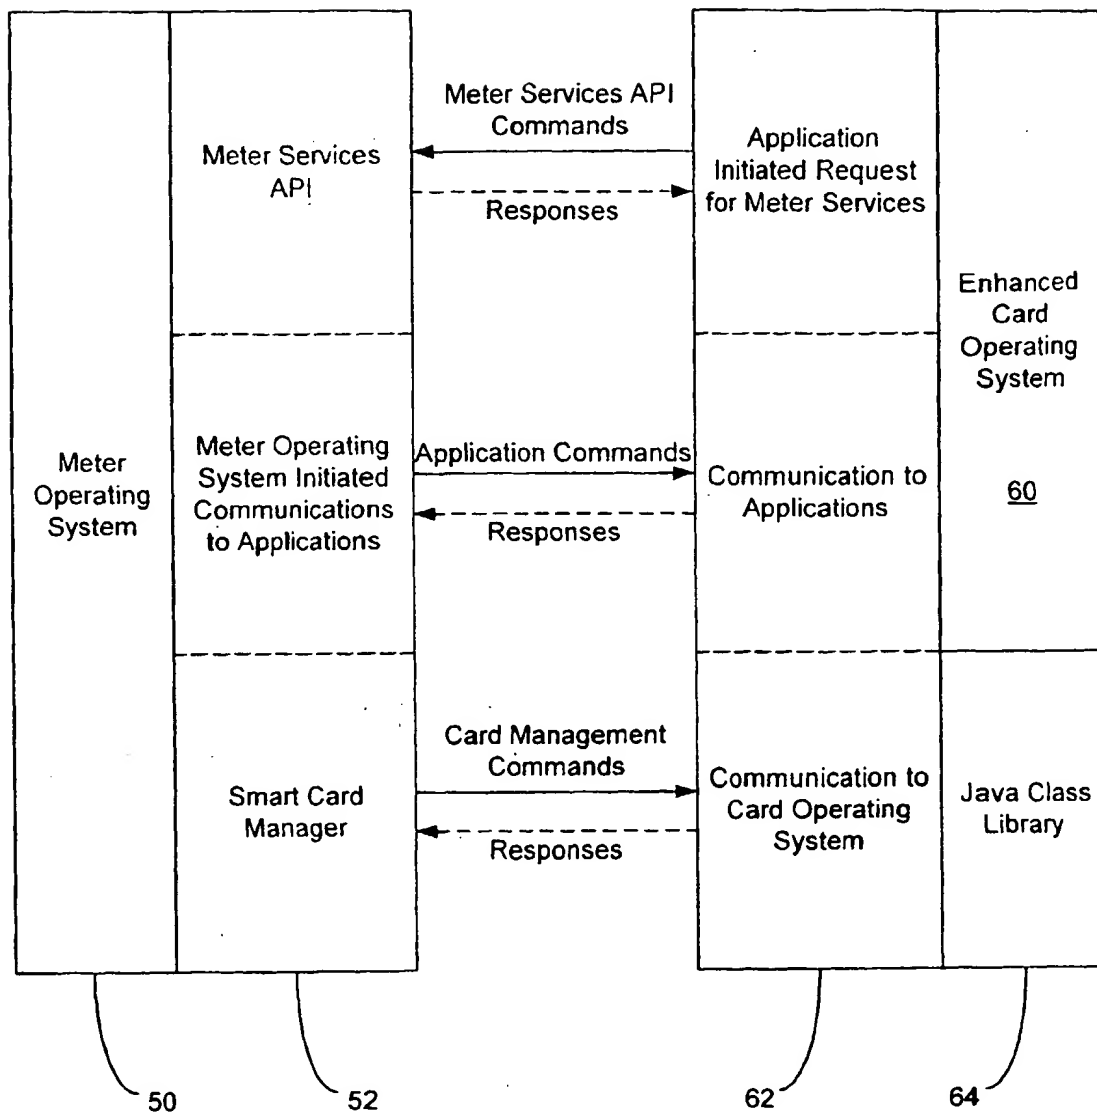 Meter Services API
Commands
Meter Services
API
Application
Initiated Request
for Meter Services
Responses
Enhanced
Card
Operating
System
60
Meter
Operating
System
Meter Operating
System Initiated
Communications
to Applications
Application Commands
Communication to
Applications
Responses
Card Management
Commands
Smart Card
Manager
Communication to
Card Operating
System
Java Class
Library
Responses
50
52
62
64